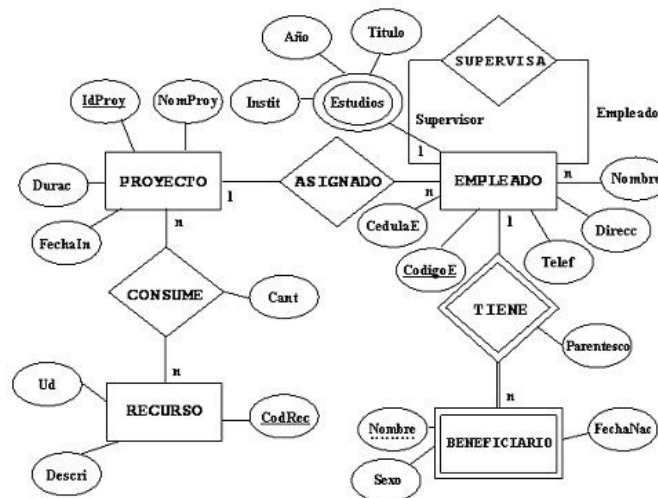 Año
Titulo
SUPERVISA
IdProy
NomProy
Instit
Estudios
Supervisor
Empleado
1
PROYECTO
1
ASIGNADO
n
EMPLEADO
n
Nombre
Durac
FechaIn
n
CedulaE
CodigoE
1
Telef
Direcc
CONSUME
Cant
TIENE
Parentesco
n
n
Ud
RECURSO
CodRec
Descri
Nombre
Sexo
BENEFICIARIO
FechaNac